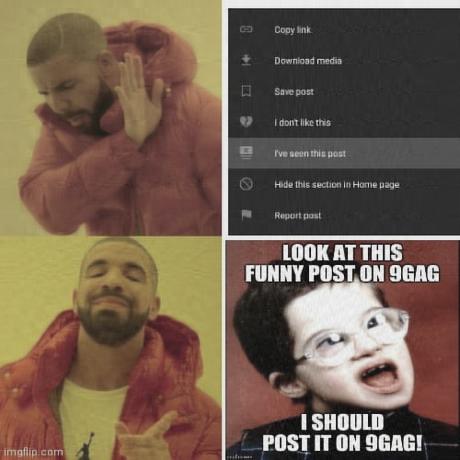 Copy link
Download media
Save post
I don't like this
I've seen this post
Hide this section in Home page
Report post
LOOK AT THIS
FUNNY POST ON 9GAG
I SHOULD
POST IT ON 9GAG!
imgflip.com